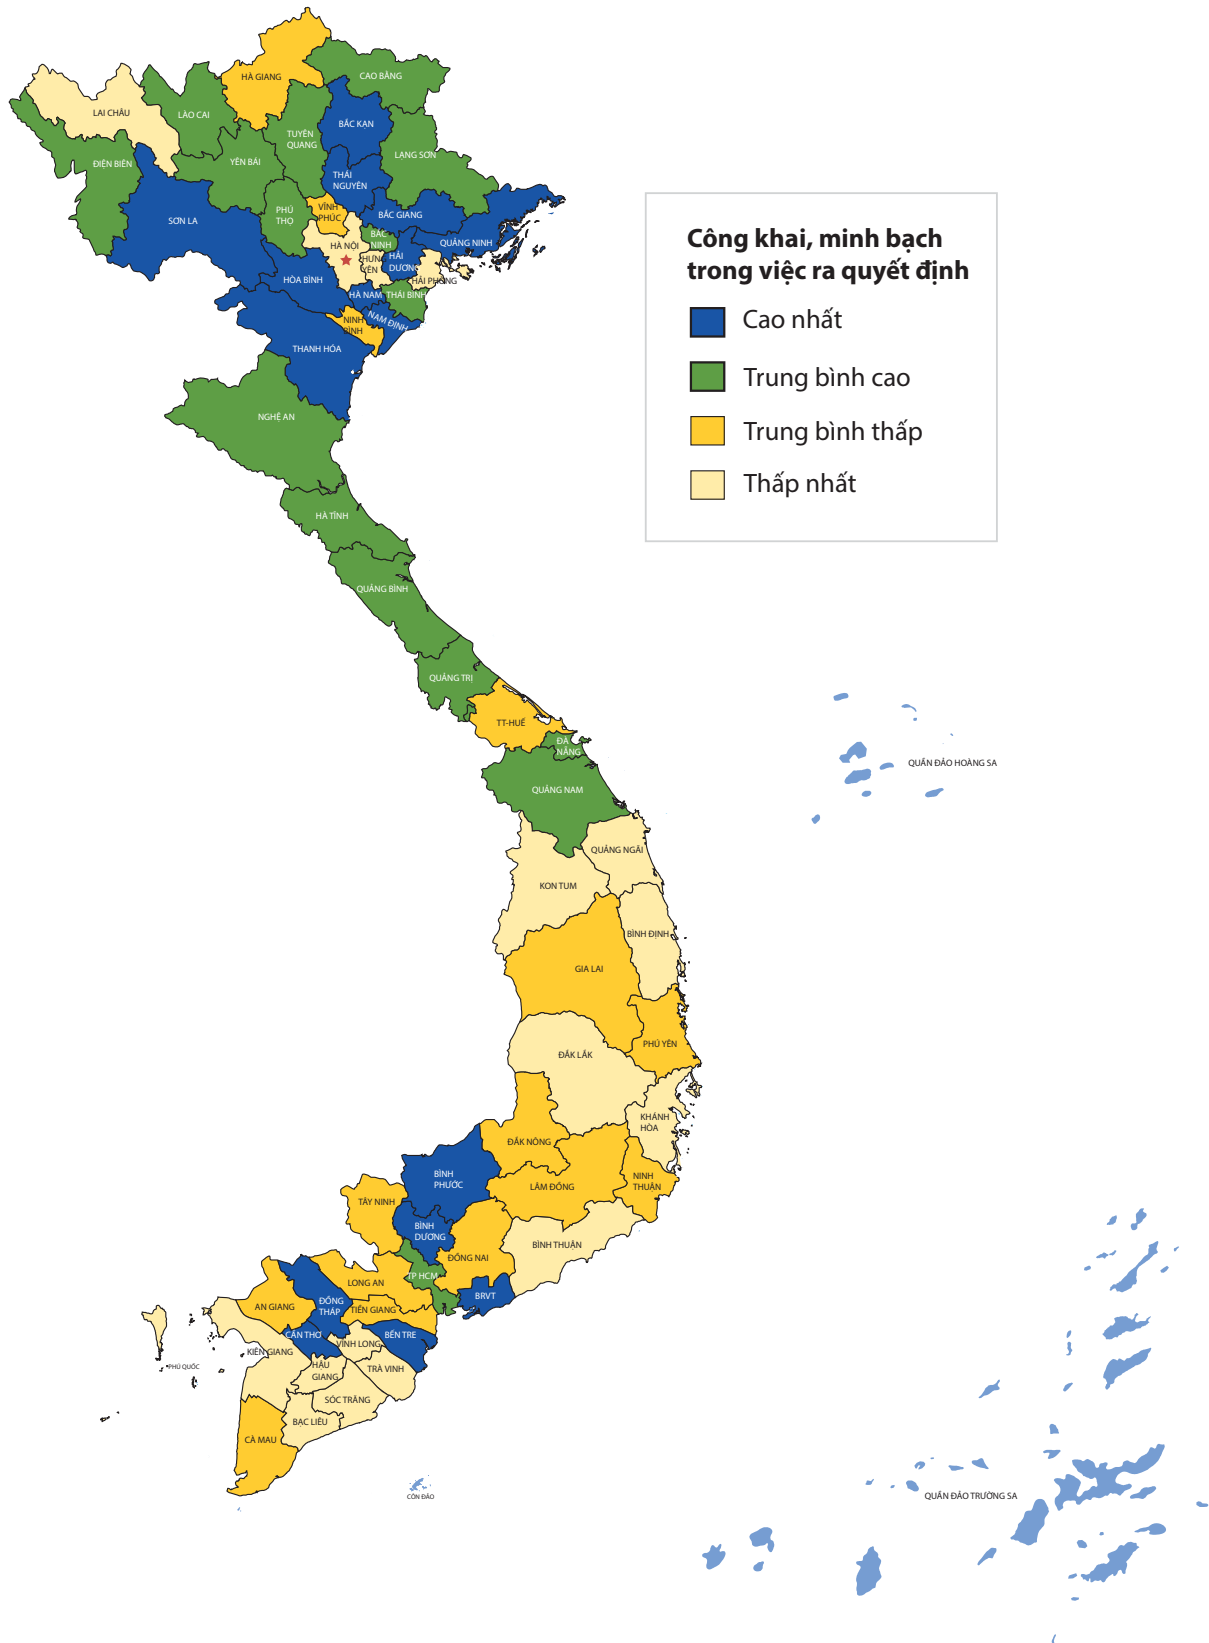 HÀ GIANG
CAO BẰNG
LAI CHÂU
LÀO CAI
BẮC KẠN
TUYÊN
QUANG
LẠNG SƠN
ĐIỆN BIÊN
YÊN BÁI
THÁI
NGUYÊN
PHÚ
THỌ
VĨNH
PHÚC
BẮC GIANG
SƠN LA
BẮC
NINH
HÀ NỘI
QUẢNG NINH
HƯNG
YÊN
HẢI
DƯƠNG
HÒA BÌNH
HẢI PHÒNG
HÀ NAM
THÁI BÌNH
NINH
BÌNH
NAM ĐỊNH
THANH HÓA
NGHỆ AN
HÀ TĨNH
QUẢNG BÌNH
QUẢNG TRỊ
TT-HUẾ
ĐÀ
NẴNG
QUẢNG NAM
QUẢNG NGÃI
KON TUM
BÌNH ĐỊNH
GIA LAI
PHÚ YÊN
ĐẮK LẮK
KHÁNH
HÒA
ĐẮK NÔNG
BÌNH
PHƯỚC
LÂM ĐỒNG
NINH
THUẬN
TÂY NINH
BÌNH
DƯƠNG
BÌNH THUẬN
ĐỒNG NAI
TP HCM
LONG AN
BRVT
AN GIANG
ĐỒNG
THÁP
TIỀN GIANG
CẦN THƠ
BẾN TRE
VĨNH LONG
KIÊN GIANG
PHÚ QUỐC
HẬU
GIANG
TRÀ VINH
SÓC TRĂNG
BẠC LIÊU
CÀ MAU
CÔN ĐẢO
Công khai, minh bạch
trong việc ra quyết định
Cao nhất
Trung bình cao
Trung bình thấp
Thấp nhất
QUẦN ĐẢO HOÀNG SA
QUẦN ĐẢO TRƯỜNG SA